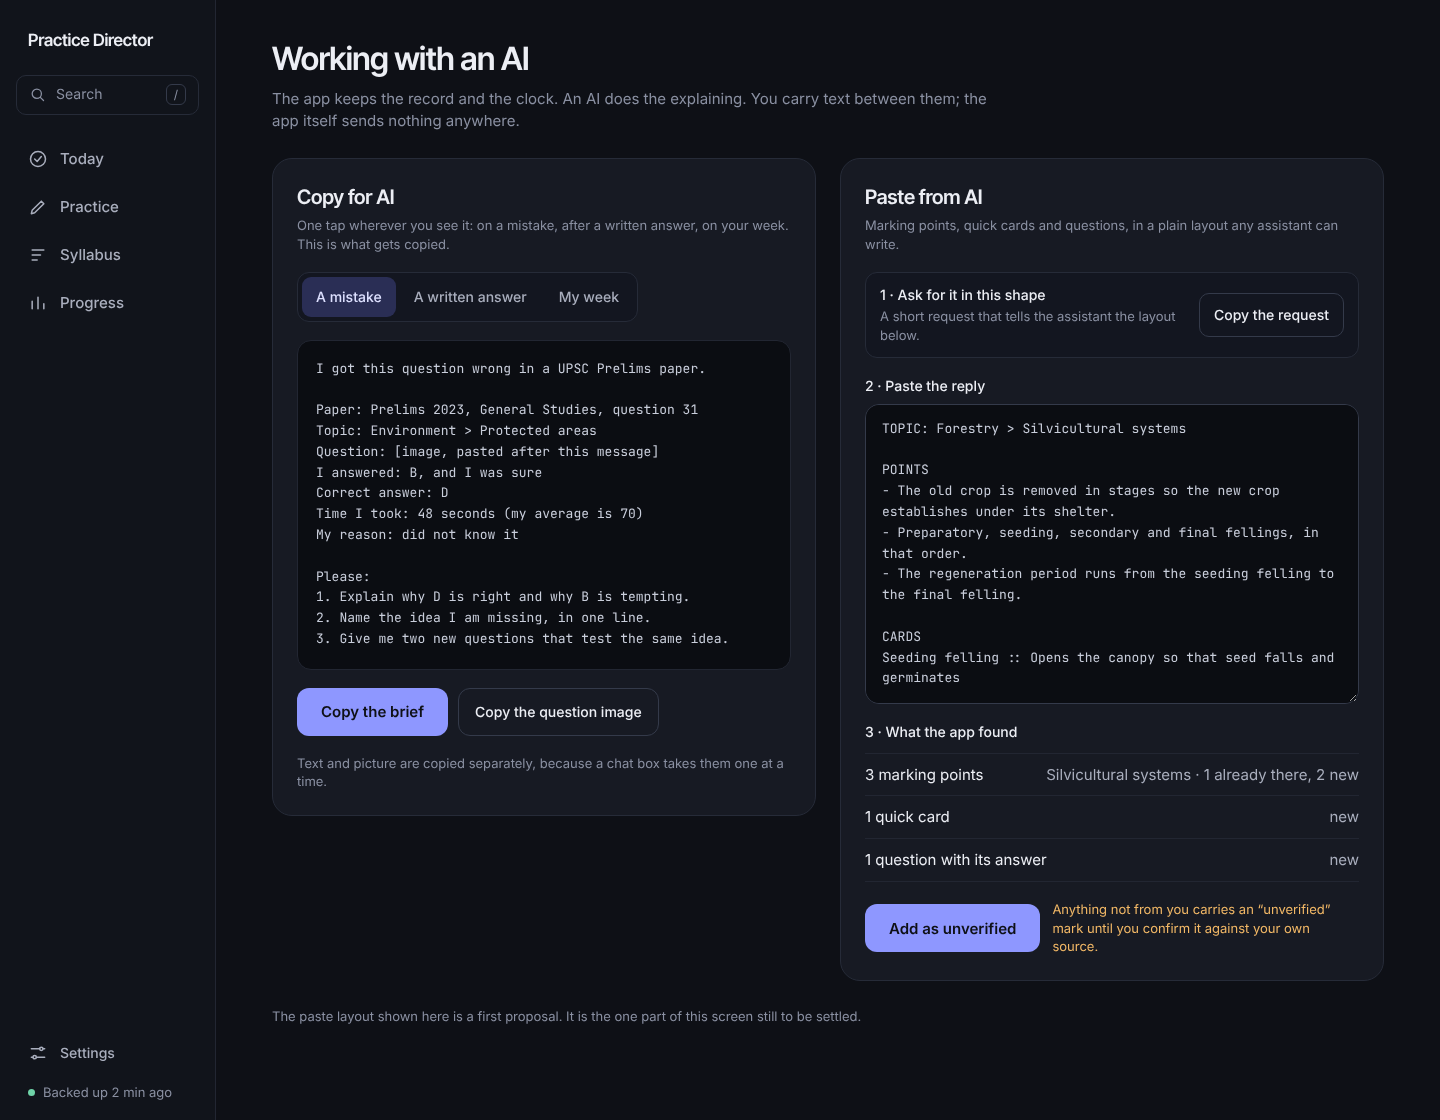 Practice Director
Search
/
Today
Practice
Syllabus
Progress
Settings
Backed up 2 min ago
Working with an AI
The app keeps the record and the clock. An AI does the explaining. You carry text between them; the
app itself sends nothing anywhere.
Copy for AI
One tap wherever you see it: on a mistake, after a written answer, on your week.
This is what gets copied.
A mistake
A written answer
My week
I got this question wrong in a UPSC Prelims paper.
Paper: Prelims 2023, General Studies, question 31
Topic: Environment > Protected areas
Question: [image, pasted after this message]
I answered: B, and I was sure
Correct answer: D
Time I took: 48 seconds (my average is 70)
My reason: did not know it
Please:
1. Explain why D is right and why B is tempting.
2. Name the idea I am missing, in one line.
3. Give me two new questions that test the same idea.
Copy the brief
Copy the question image
Text and picture are copied separately, because a chat box takes them one at a
time.
Paste from AI
Marking points, quick cards and questions, in a plain layout any assistant can
write.
1 · Ask for it in this shape
A short request that tells the assistant the layout
below.
Copy the request
2 · Paste the reply
TOPIC: Forestry > Silvicultural systems
POINTS
- The old crop is removed in stages so the new crop
establishes under its shelter.
- Preparatory, seeding, secondary and final fellings, in
that order.
- The regeneration period runs from the seeding felling to
the final felling.
CARDS
Seeding felling :: Opens the canopy so that seed falls and
germinates
3 · What the app found
3 marking points
Silvicultural systems · 1 already there, 2 new
1 quick card
new
1 question with its answer
new
Add as unverified
Anything not from you carries an “unverified”
mark until you confirm it against your own
source.
The paste layout shown here is a first proposal. It is the one part of this screen still to be settled.